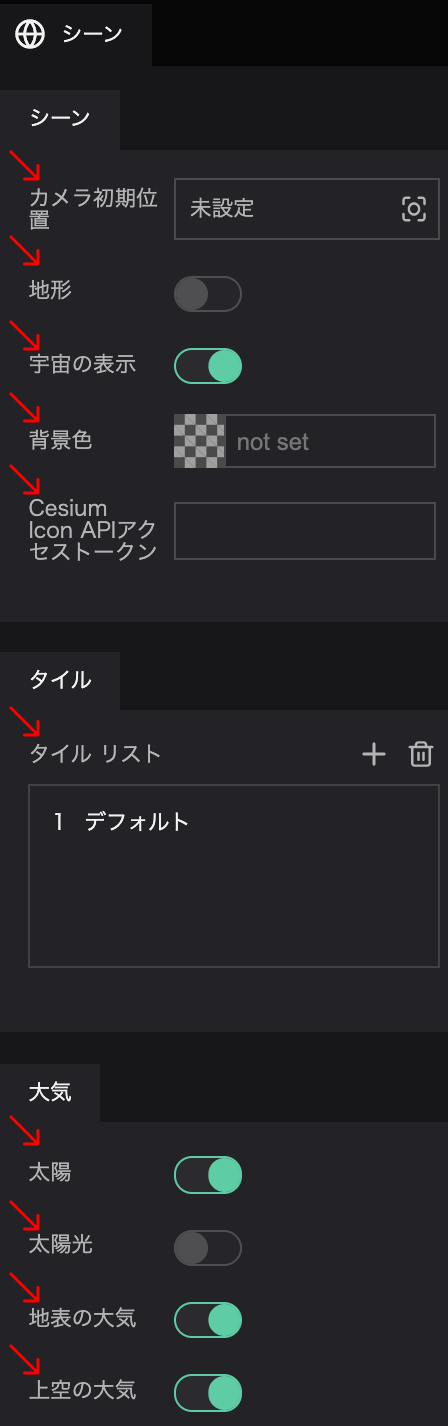 シーン
シーン
カメラ初期位
置
未設定
地形
宇宙の表示
背景色
not set
Cesium
Icon APIアク
セストークン
タイル
タイル リスト
1 デフォルト
大気
太陽
太陽光
地表の大気
上空の大気